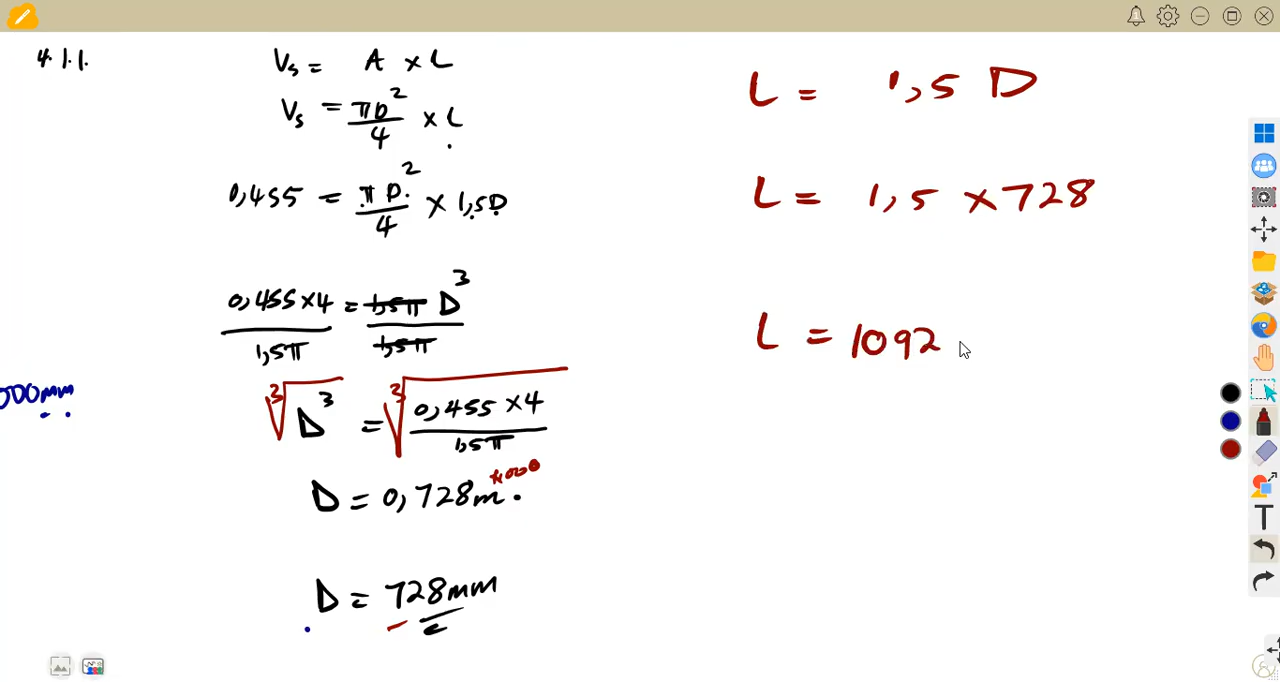 4.1.1.
Vs = A × L
Vs = πD²/4 × L
0,455 = πD²/4 × 1,5D
0,455×4/1,5π = 1,5π D³/1,5π
000mm
∛D³ = ∛0,455×4/1,5π
×1000
D = 0,728m
D = 728mm
L = 1,5 D
L = 1,5 × 728
L = 1092
T